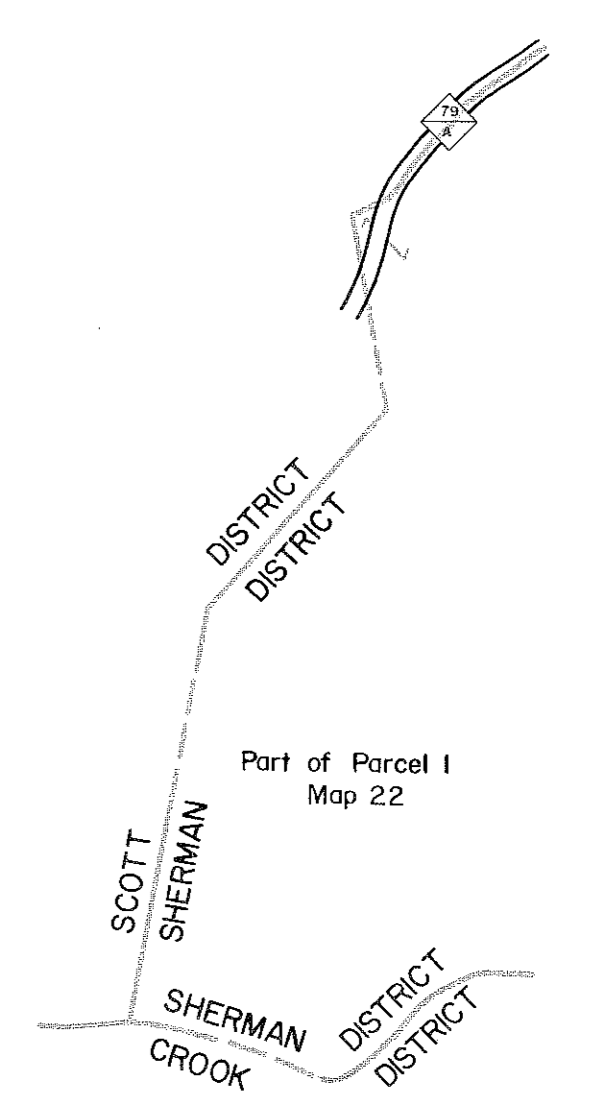 79
A
DISTRICT
DISTRICT
Part of Parcel 1
Map 22
SCOTT
SHERMAN
SHERMAN
CROOK
DISTRICT
DISTRICT